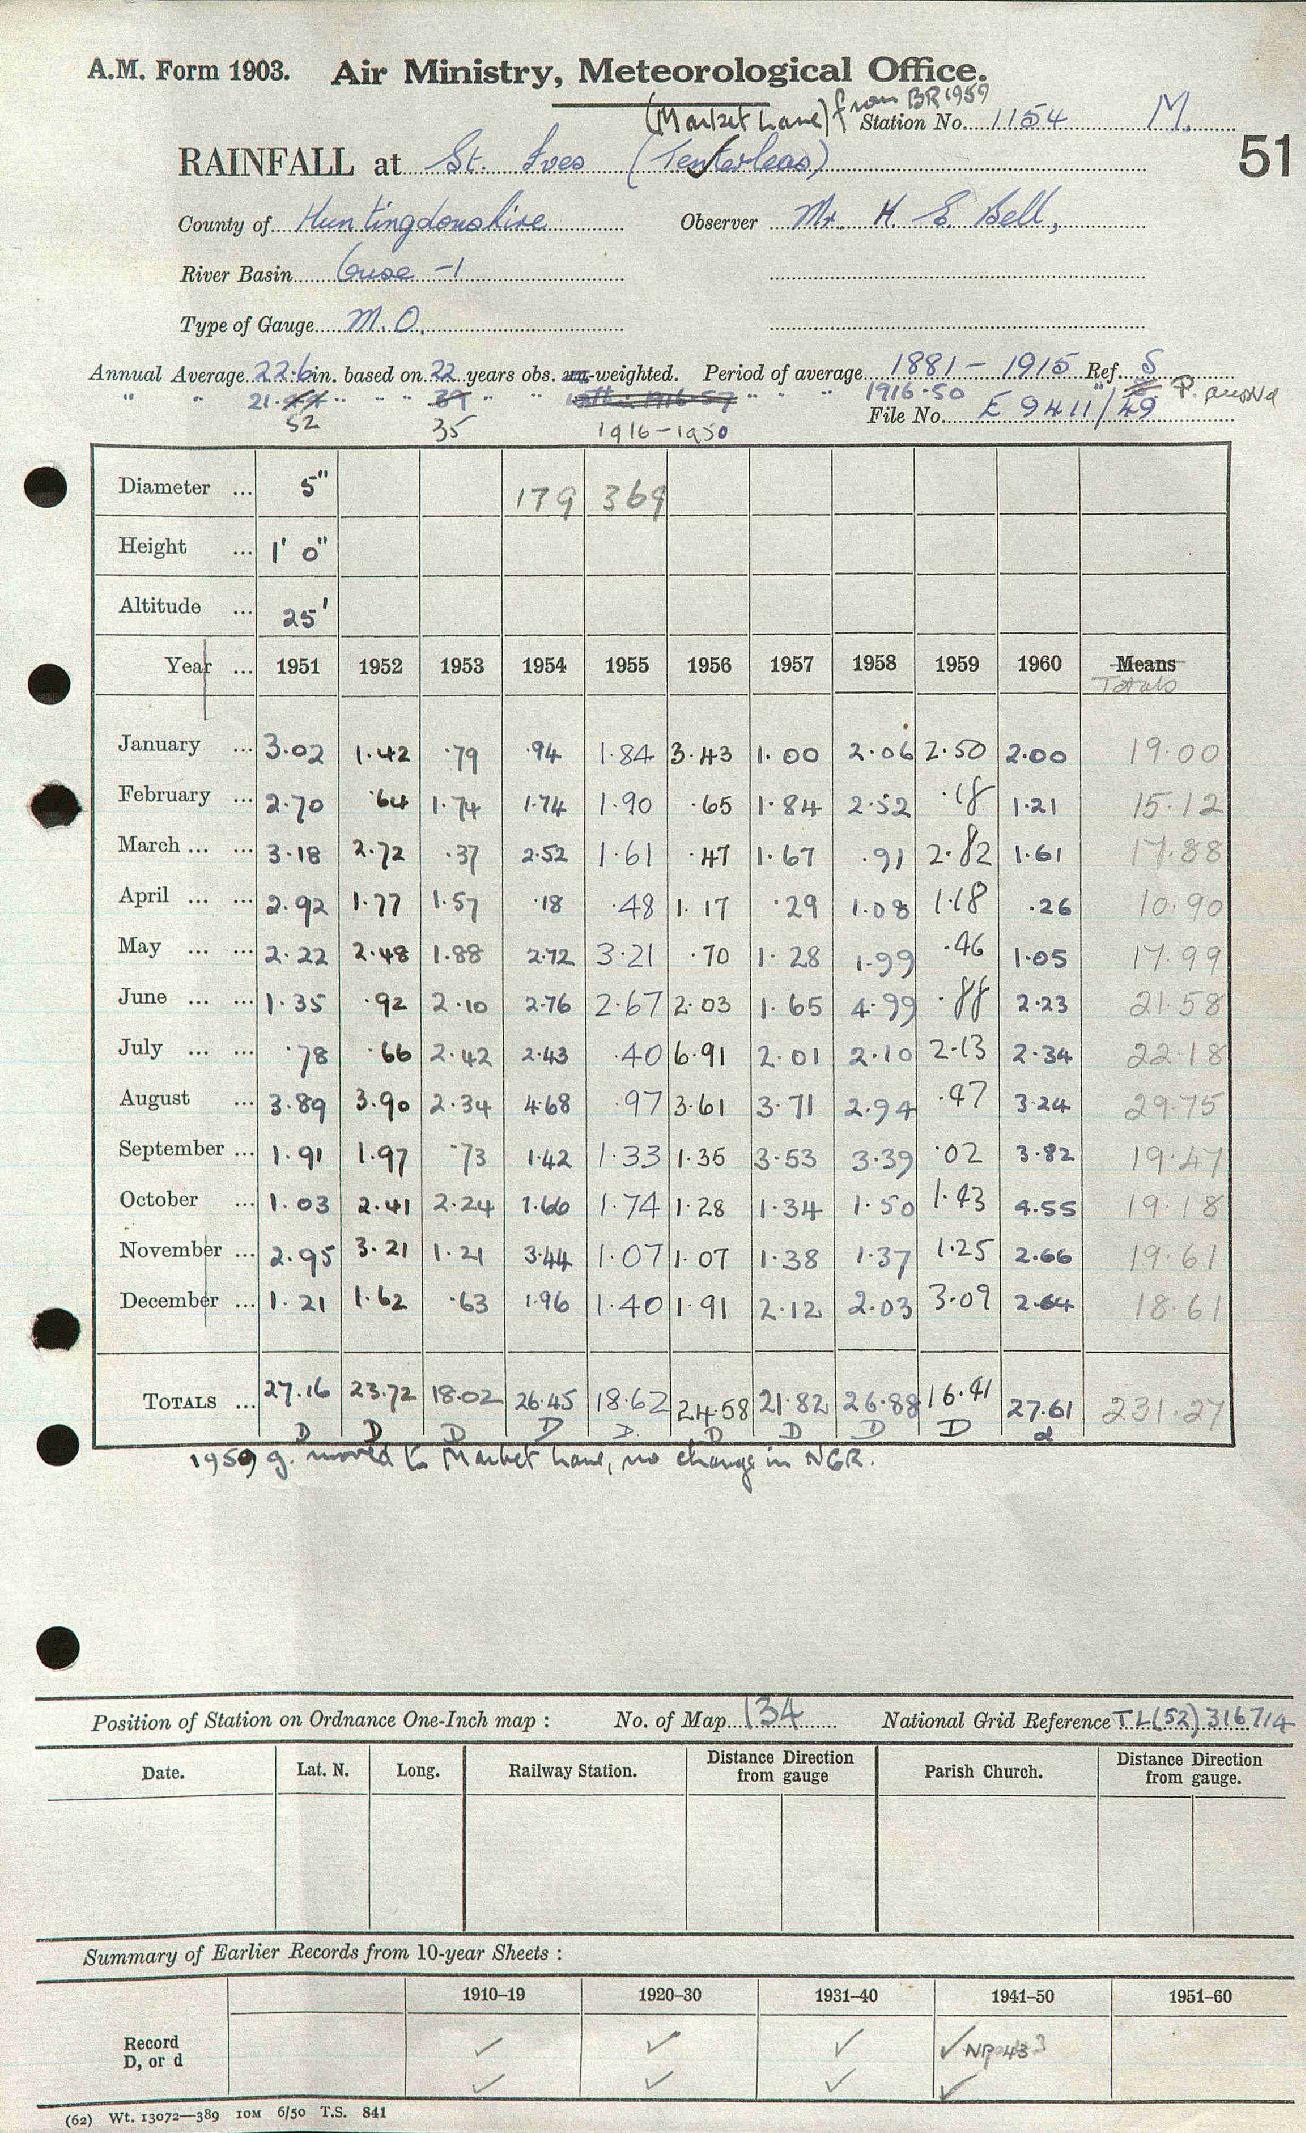 A.M. Form 1903. Air Ministry, Meteorological Office.
(Market Lane) from BR 1959
Station No. 1154 M.
51
RAINFALL at St. Ives (Tenterleas)
County of Huntingdonshire Observer Mr. H. E. Bell,
River Basin Ouse - 1
Type of Gauge M.O.
Annual Average 22.6 in. based on 22 years obs. un-weighted. Period of average 1881 - 1915 Ref. S
" " 21. " " " " " " " " 1916-50 "
52 35 1916-1950 File No. E 9411/49
Diameter ... 5" 179 369
Height ... 1' 0"
Altitude ... 25'
Year ... 1951 1952 1953 1954 1955 1956 1957 1958 1959 1960 Means
Totals
January ... 3.02 1.42 .79 .94 1.84 3.43 1.00 2.06 2.50 2.00 19.00
February ... 2.70 .64 1.74 1.74 1.90 .65 1.84 2.52 .18 1.21 15.12
March ... ... 3.18 2.72 .37 2.52 1.61 .47 1.67 .91 2.82 1.61 17.88
April ... ... 2.92 1.77 1.57 .18 .48 1.17 .29 1.08 1.18 .26 10.90
May ... ... 2.22 2.48 1.88 2.72 3.21 .70 1.28 1.99 .46 1.05 17.99
June ... ... 1.35 .92 2.10 2.76 2.67 2.03 1.65 4.99 .88 2.23 21.58
July ... ... .78 .66 2.42 2.43 .40 6.91 2.01 2.10 2.13 2.34 22.18
August ... 3.89 3.90 2.34 4.68 .97 3.61 3.71 2.94 .47 3.24 29.75
September ... 1.91 1.97 .73 1.42 1.33 1.35 3.53 3.39 .02 3.82 19.47
October ... 1.03 2.41 2.24 1.66 1.74 1.28 1.34 1.50 1.43 4.55 19.18
November ... 2.95 3.21 1.21 3.44 1.07 1.07 1.38 1.37 1.25 2.66 19.61
December ... 1.21 1.62 .63 1.96 1.40 1.91 2.12 2.03 3.09 2.64 18.61
TOTALS ... 27.16 23.72 18.02 26.45 18.62 24.58 21.82 26.88 16.41 27.61 231.27
D D D D D. D D D D d
1959 g. moved to Market Lane, no change in NGR.
Position of Station on Ordnance One-Inch map : No. of Map 134 National Grid Reference TL(52)316714
Date. Lat. N. Long. Railway Station. Distance Direction from gauge Parish Church. Distance Direction from gauge.
Summary of Earlier Records from 10-year Sheets :
1910–19 1920–30 1931–40 1941–50 1951–60
Record ✓ ✓ ✓ ✓
D, or d ✓ ✓ ✓ ✓
(62) Wt. 13072—389 10M 6/50 T.S. 841